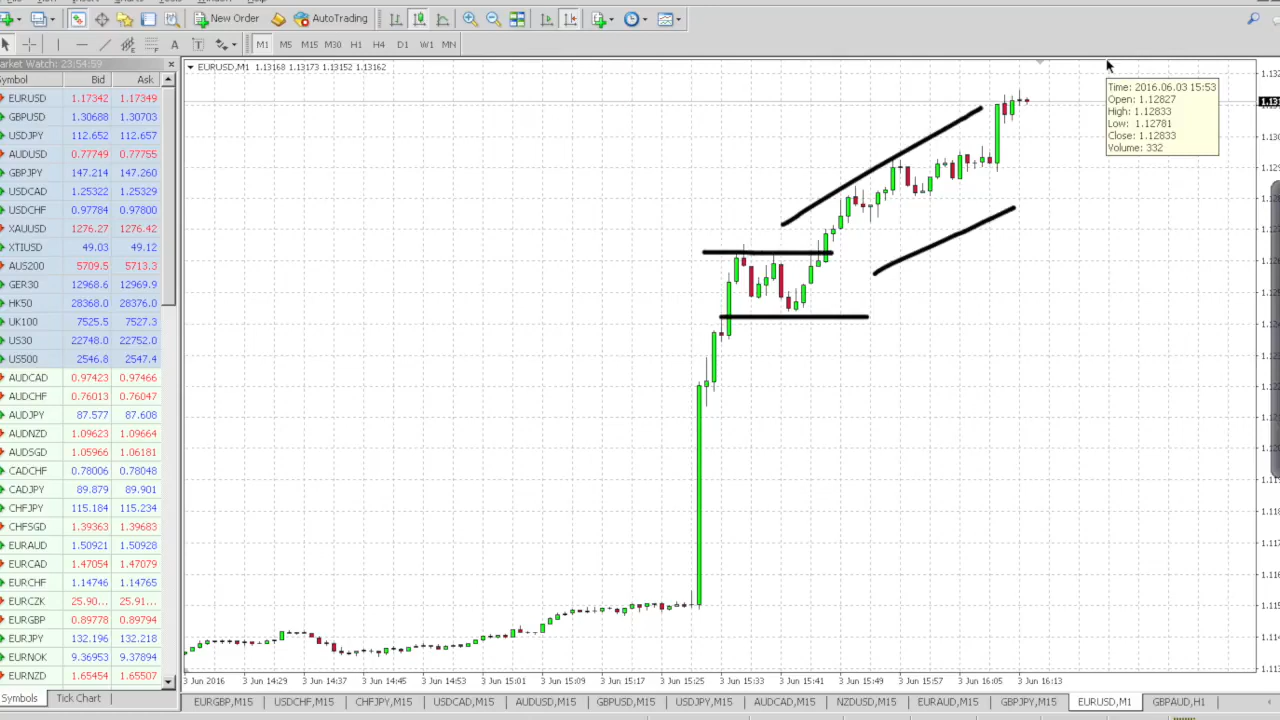 New Order AutoTrading
A T M1 M5 M15 M30 H1 H4 D1 W1 MN
arket Watch: 23:54:59
Symbol Bid Ask
EURUSD 1.17342 1.17349
GBPUSD 1.30688 1.30703
USDJPY 112.652 112.657
AUDUSD 0.77749 0.77755
GBPJPY 147.214 147.260
USDCAD 1.25322 1.25329
USDCHF 0.97784 0.97800
XAUUSD 1276.27 1276.42
XTIUSD 49.03 49.12
AUS200 5709.5 5713.3
GER30 12968.6 12969.9
HK50 28368.0 28376.0
UK100 7525.5 7527.3
US30 22748.0 22752.0
US500 2546.8 2547.4
AUDCAD 0.97423 0.97466
AUDCHF 0.76013 0.76047
AUDJPY 87.577 87.608
AUDNZD 1.09623 1.09664
AUDSGD 1.05966 1.06181
CADCHF 0.78006 0.78048
CADJPY 89.879 89.901
CHFJPY 115.184 115.234
CHFSGD 1.39363 1.39683
EURAUD 1.50921 1.50928
EURCAD 1.47054 1.47079
EURCHF 1.14746 1.14765
EURCZK 25.90... 25.91...
EURGBP 0.89778 0.89794
EURJPY 132.196 132.218
EURNOK 9.36953 9.37894
EURNZD 1.65454 1.65507
Symbols Tick Chart
EURUSD,M1 1.13168 1.13173 1.13152 1.13162
Time: 2016.06.03 15:53
Open: 1.12827
High: 1.12833
Low: 1.12781
Close: 1.12833
Volume: 332
3 Jun 2016 3 Jun 14:29 3 Jun 14:37 3 Jun 14:45 3 Jun 14:53 3 Jun 15:01 3 Jun 15:09 3 Jun 15:17 3 Jun 15:25 3 Jun 15:33 3 Jun 15:41 3 Jun 15:49 3 Jun 15:57 3 Jun 16:05 3 Jun 16:13
EURGBP,M15 USDCHF,M15 CHFJPY,M15 USDCAD,M15 AUDUSD,M15 GBPUSD,M15 USDJPY,M15 AUDCAD,M15 NZDUSD,M15 EURAUD,M15 GBPJPY,M15 EURUSD,M1 GBPAUD,H1